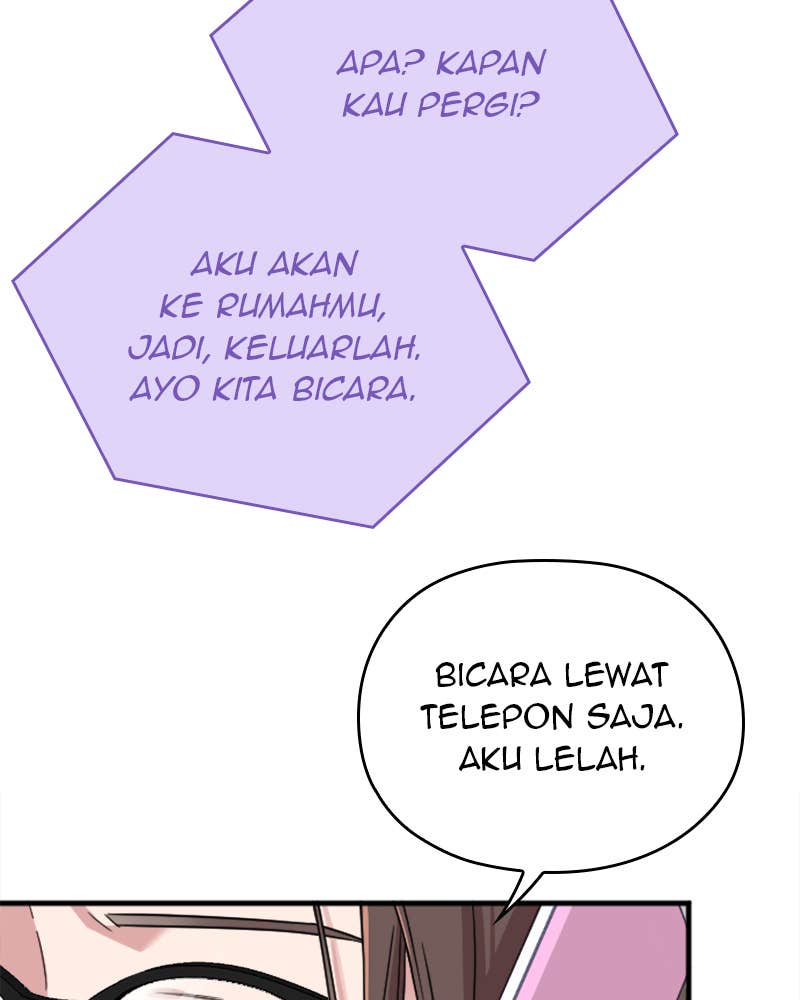 APA? KAPAN
KAU PERGI?
AKU AKAN
KE RUMAHMU,
JADI, KELUARLAH.
AYO KITA BICARA.
BICARA LEWAT
TELEPON SAJA.
AKU LELAH.